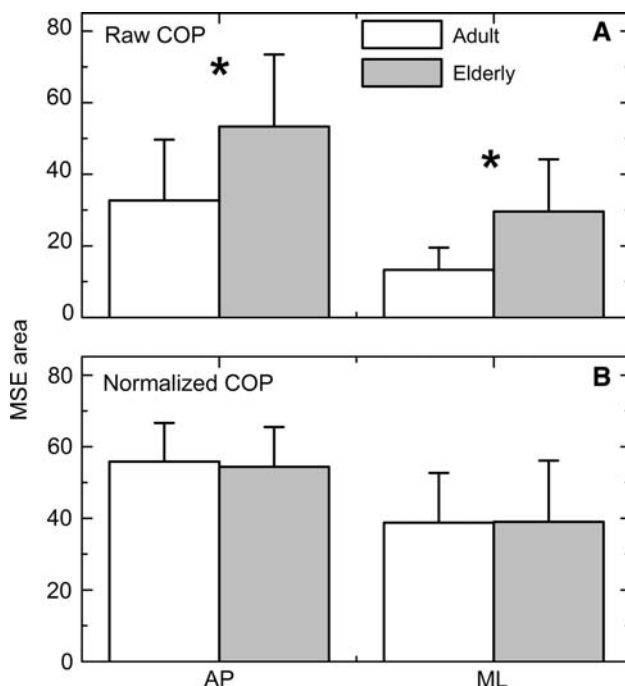 80
Raw COP
Adult
A
*
Elderly
60
*
40
20
0
MSE area
80
Normalized COP
B
60
40
20
0
AP
ML